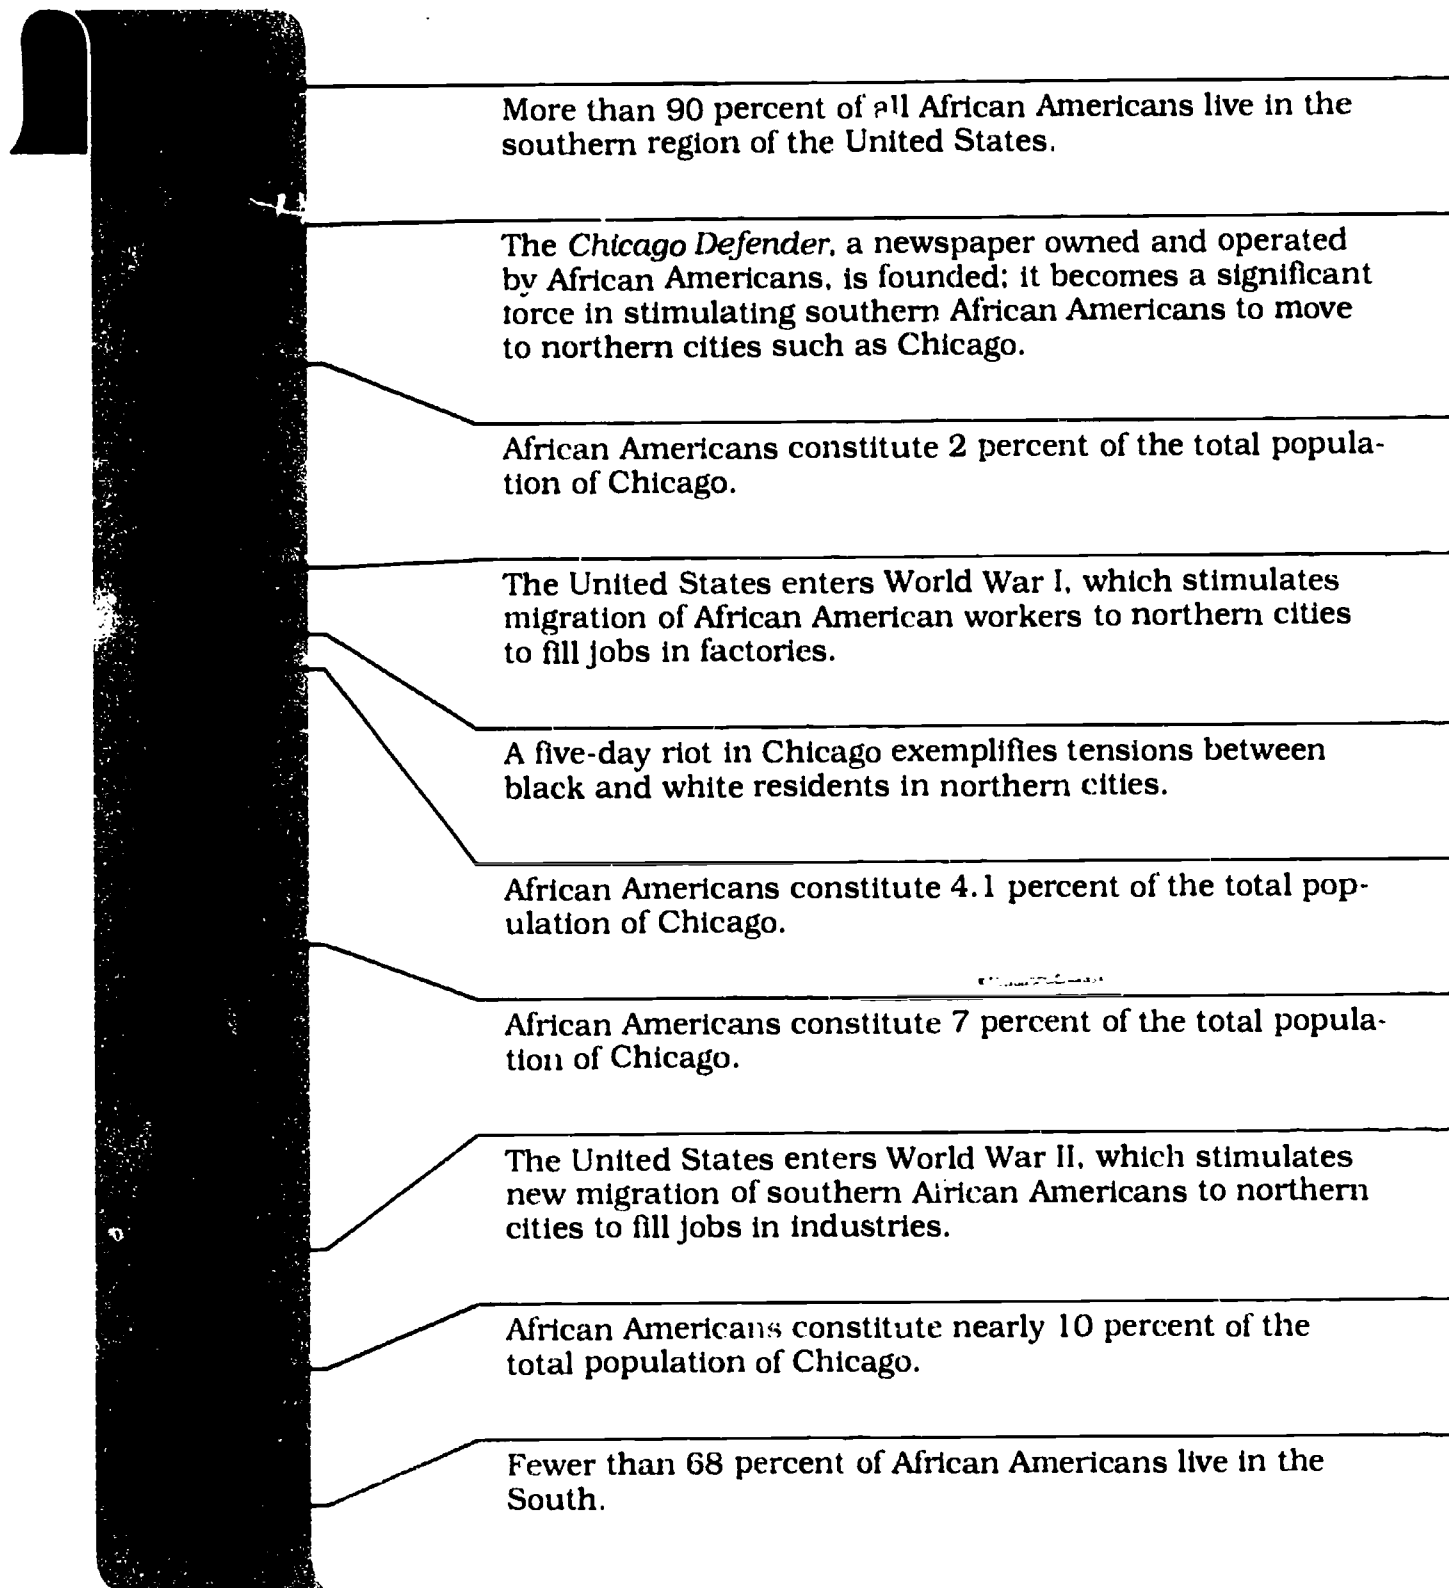 More than 90 percent of all African Americans live in the
southern region of the United States.
The Chicago Defender, a newspaper owned and operated
by African Americans, is founded; it becomes a significant
force in stimulating southern African Americans to move
to northern cities such as Chicago.
African Americans constitute 2 percent of the total popula-
tion of Chicago.
The United States enters World War I, which stimulates
migration of African American workers to northern cities
to fill jobs in factories.
A five-day riot in Chicago exemplifies tensions between
black and white residents in northern cities.
African Americans constitute 4.1 percent of the total pop-
ulation of Chicago.
African Americans constitute 7 percent of the total popula-
tion of Chicago.
The United States enters World War II, which stimulates
new migration of southern African Americans to northern
cities to fill jobs in industries.
African Americans constitute nearly 10 percent of the
total population of Chicago.
Fewer than 68 percent of African Americans live in the
South.